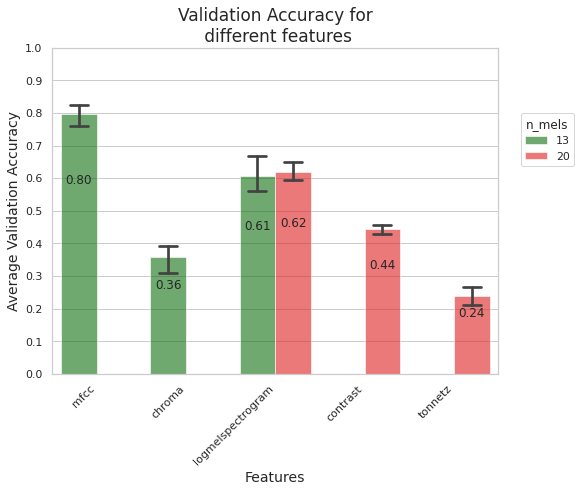 Validation Accuracy for
different features
Average Validation Accuracy
1.0
0.9
0.8
0.7
0.6
0.5
0.4
0.3
0.2
0.1
0.0
0.80
0.36
0.61
0.62
0.44
0.24
mfcc
chroma
logmelspectrogram
contrast
tonnetz
Features
n_mels
13
20